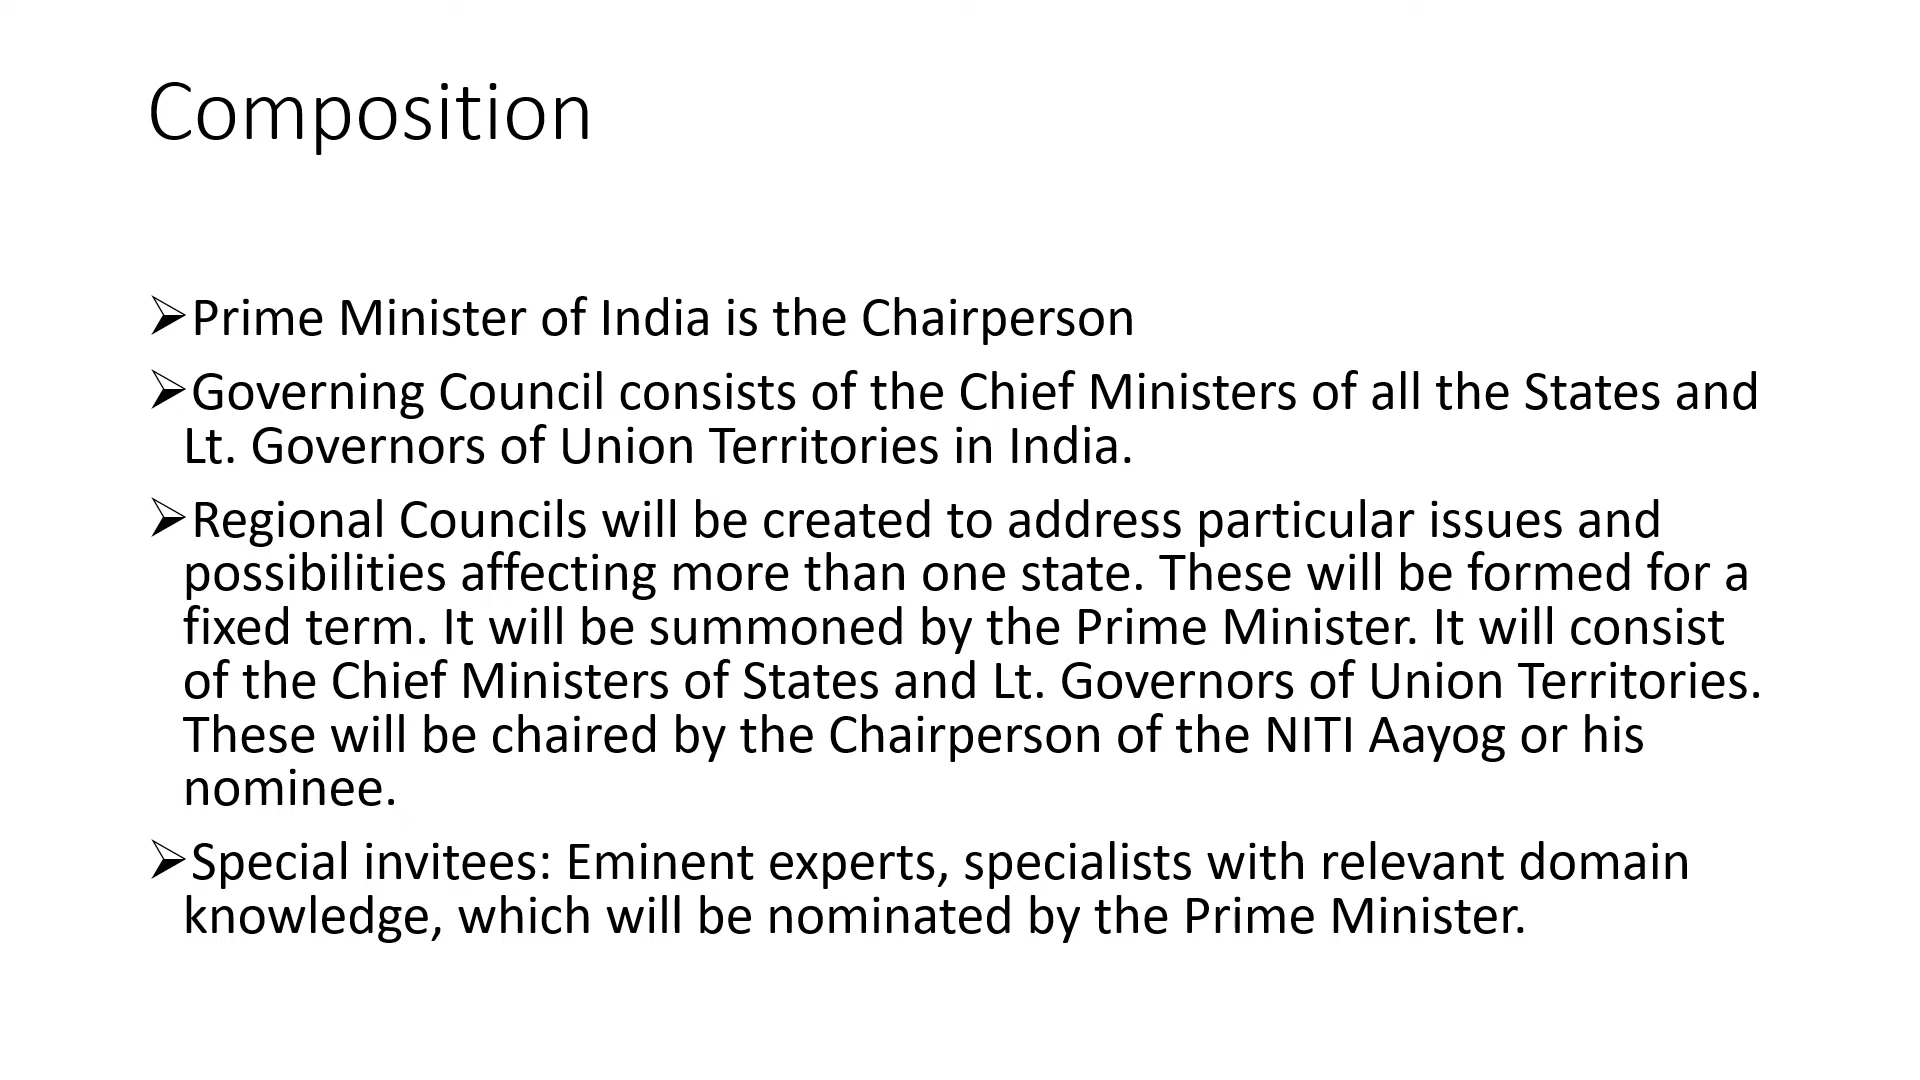 Composition
➢Prime Minister of India is the Chairperson
➢Governing Council consists of the Chief Ministers of all the States and
Lt. Governors of Union Territories in India.
➢Regional Councils will be created to address particular issues and
possibilities affecting more than one state. These will be formed for a
fixed term. It will be summoned by the Prime Minister. It will consist
of the Chief Ministers of States and Lt. Governors of Union Territories.
These will be chaired by the Chairperson of the NITI Aayog or his
nominee.
➢Special invitees: Eminent experts, specialists with relevant domain
knowledge, which will be nominated by the Prime Minister.